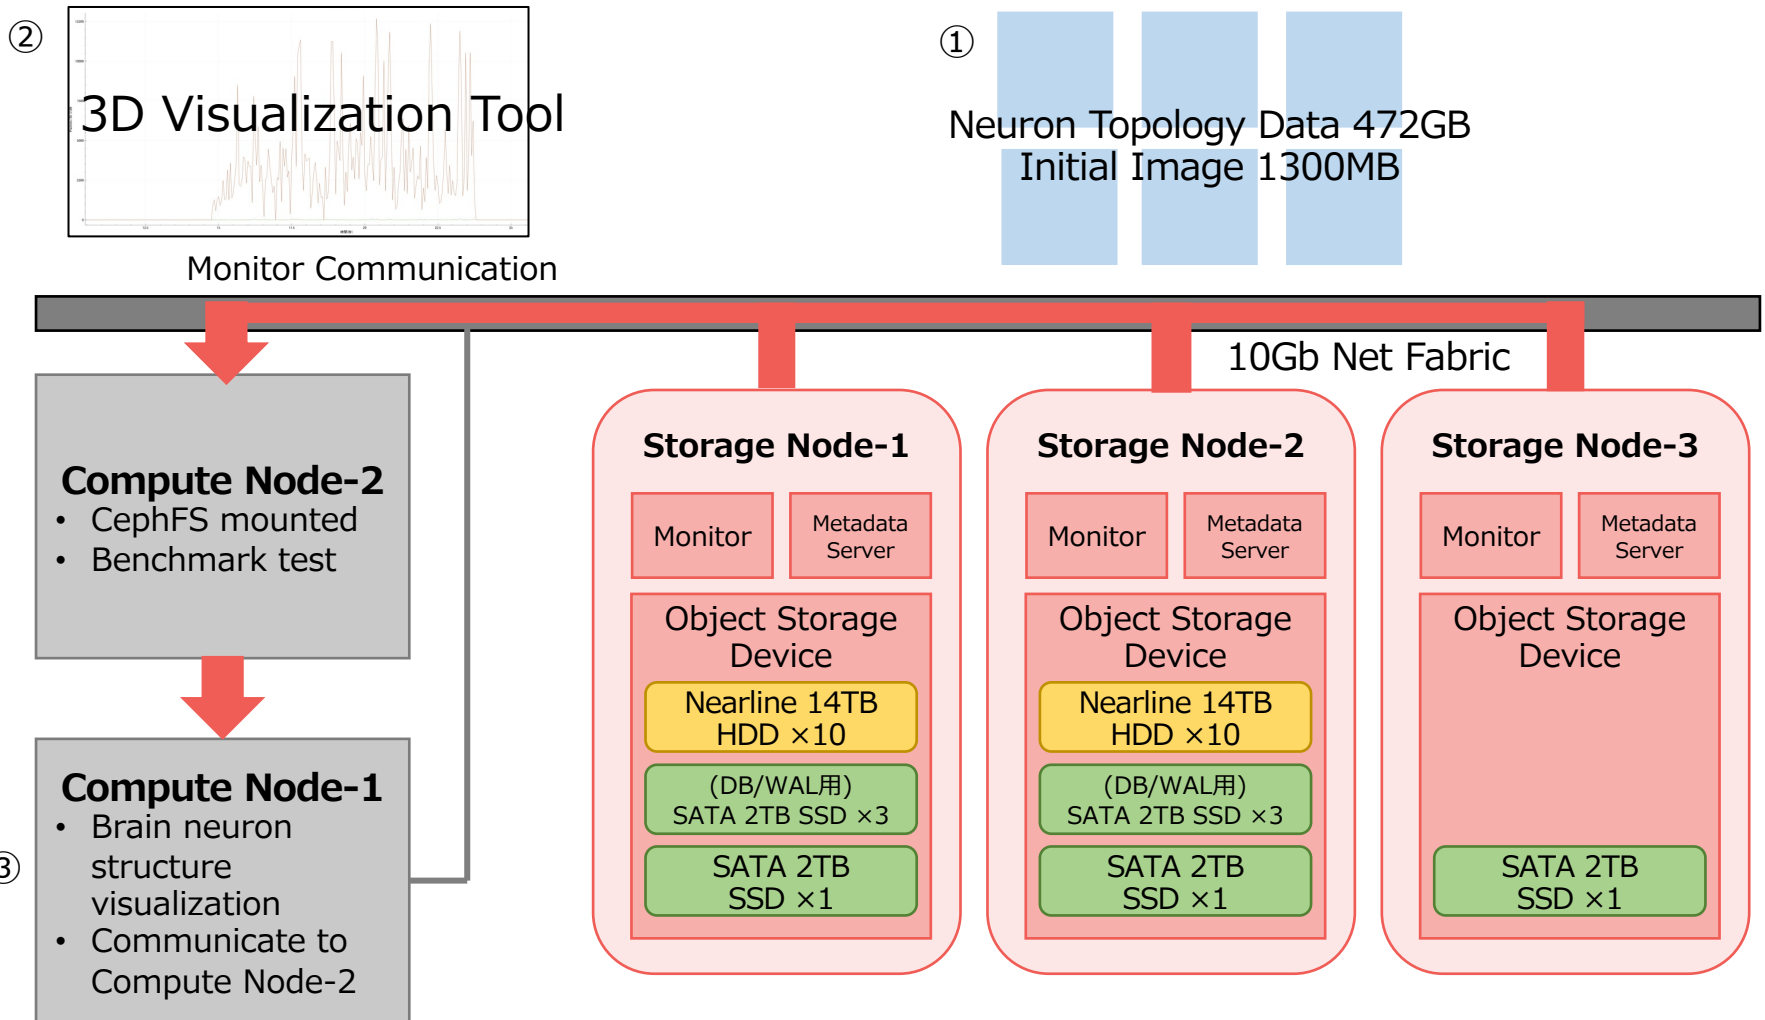 ②
3D Visualization Tool
Monitor Communication
①
Neuron Topology Data 472GB
Initial Image 1300MB
10Gb Net Fabric
Compute Node-2
• CephFS mounted
• Benchmark test
③
Compute Node-1
• Brain neuron
structure
visualization
• Communicate to
Compute Node-2
Storage Node-1
Monitor
Metadata
Server
Object Storage
Device
Nearline 14TB
HDD ×10
(DB/WAL用)
SATA 2TB SSD ×3
SATA 2TB
SSD ×1
Storage Node-2
Monitor
Metadata
Server
Object Storage
Device
Nearline 14TB
HDD ×10
(DB/WAL用)
SATA 2TB SSD ×3
SATA 2TB
SSD ×1
Storage Node-3
Monitor
Metadata
Server
Object Storage
Device
SATA 2TB
SSD ×1